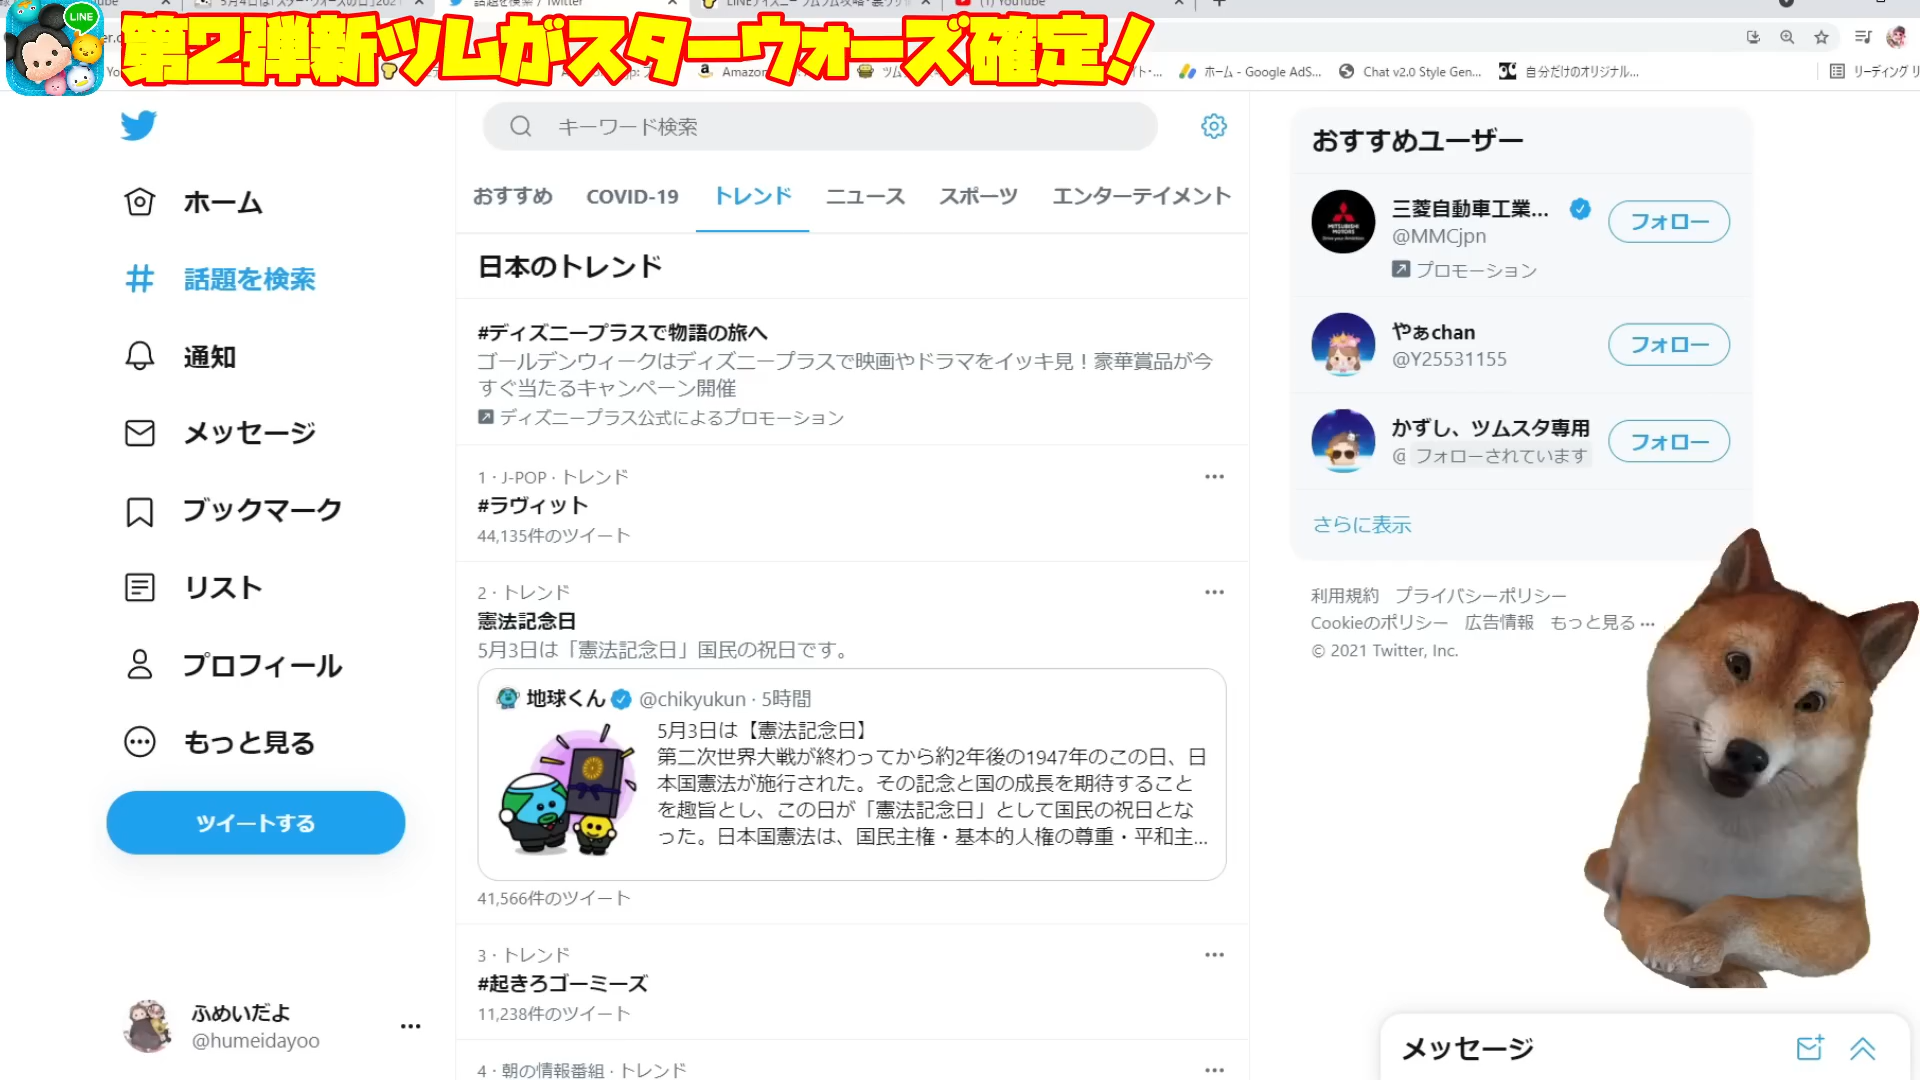 LINE
第2弾新ツムがスターウォーズ確定!
(1) YouTube
Amazon
ホーム - Google AdS...
Chat v2.0 Style Gen...
自分だけのオリジナル...
キーワード検索
おすすめ
COVID-19
トレンド
ニュース
スポーツ
エンターテイメント
ホーム
話題を検索
通知
メッセージ
ブックマーク
リスト
プロフィール
もっと見る
ツイートする
ふめいだよ
@humeidayoo
日本のトレンド
#ディズニープラスで物語の旅へ
ゴールデンウィークはディズニープラスで映画やドラマをイッキ見！豪華賞品が今
すぐ当たるキャンペーン開催
ディズニープラス公式によるプロモーション
1 · J-POP · トレンド
#ラヴィット
44,135件のツイート
2 · トレンド
憲法記念日
5月3日は「憲法記念日」国民の祝日です。
地球くん @chikyukun · 5時間
5月3日は【憲法記念日】
第二次世界大戦が終わってから約2年後の1947年のこの日、日
本国憲法が施行された。その記念と国の成長を期待すること
を趣旨とし、この日が「憲法記念日」として国民の祝日とな
った。日本国憲法は、国民主権・基本的人権の尊重・平和主...
41,566件のツイート
3 · トレンド
#起きろゴーミーズ
11,238件のツイート
4 · 朝の情報番組 · トレンド
おすすめユーザー
三菱自動車工業...
@MMCjpn
プロモーション
フォロー
やぁchan
@Y25531155
フォロー
かずし、ツムスタ専用
@ フォローされています
フォロー
さらに表示
利用規約 プライバシーポリシー
Cookieのポリシー 広告情報 もっと見る ...
© 2021 Twitter, Inc.
メッセージ